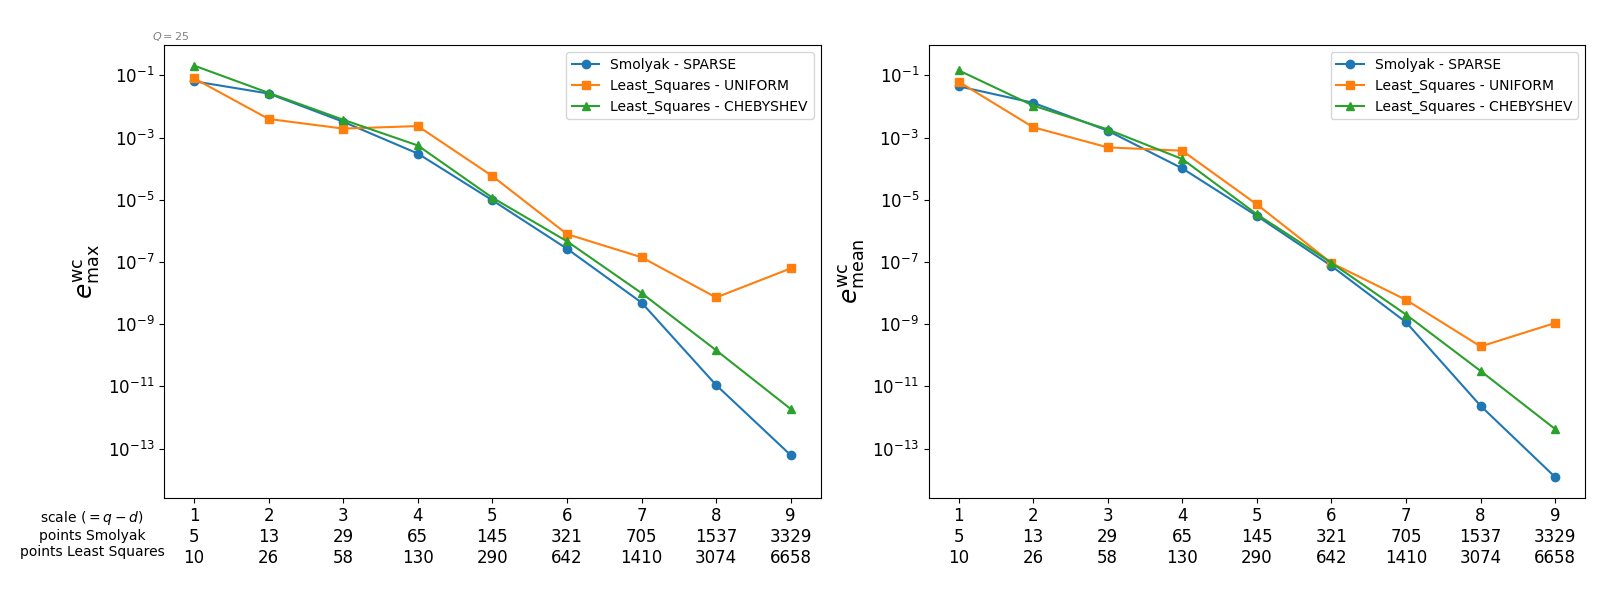 Q = 25
Smolyak - SPARSE
Least_Squares - UNIFORM
Least_Squares - CHEBYSHEV
10⁻¹
10⁻³
10⁻⁵
10⁻⁷
10⁻⁹
10⁻¹¹
10⁻¹³
e^wc_max
scale (= q − d) 1 2 3 4 5 6 7 8 9
points Smolyak 5 13 29 65 145 321 705 1537 3329
points Least Squares 10 26 58 130 290 642 1410 3074 6658
Smolyak - SPARSE
Least_Squares - UNIFORM
Least_Squares - CHEBYSHEV
10⁻¹
10⁻³
10⁻⁵
10⁻⁷
10⁻⁹
10⁻¹¹
10⁻¹³
e^wc_mean
1 2 3 4 5 6 7 8 9
5 13 29 65 145 321 705 1537 3329
10 26 58 130 290 642 1410 3074 6658